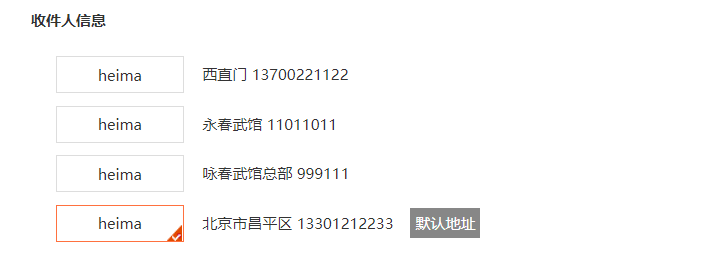 收件人信息
heima 西直门 13700221122
heima 永春武馆 11011011
heima 咏春武馆总部 999111
heima 北京市昌平区 13301212233 默认地址